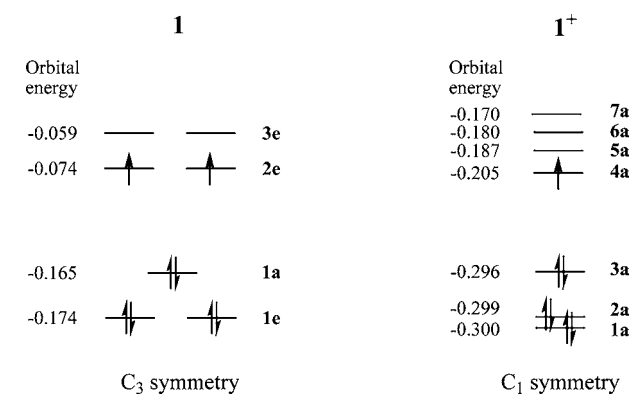 1
1+
Orbital
energy
Orbital
energy
-0.059
3e
-0.074
2e
-0.165
1a
-0.174
1e
-0.170
7a
-0.180
6a
-0.187
5a
-0.205
4a
-0.296
3a
-0.299
2a
-0.300
1a
C3 symmetry
C1 symmetry